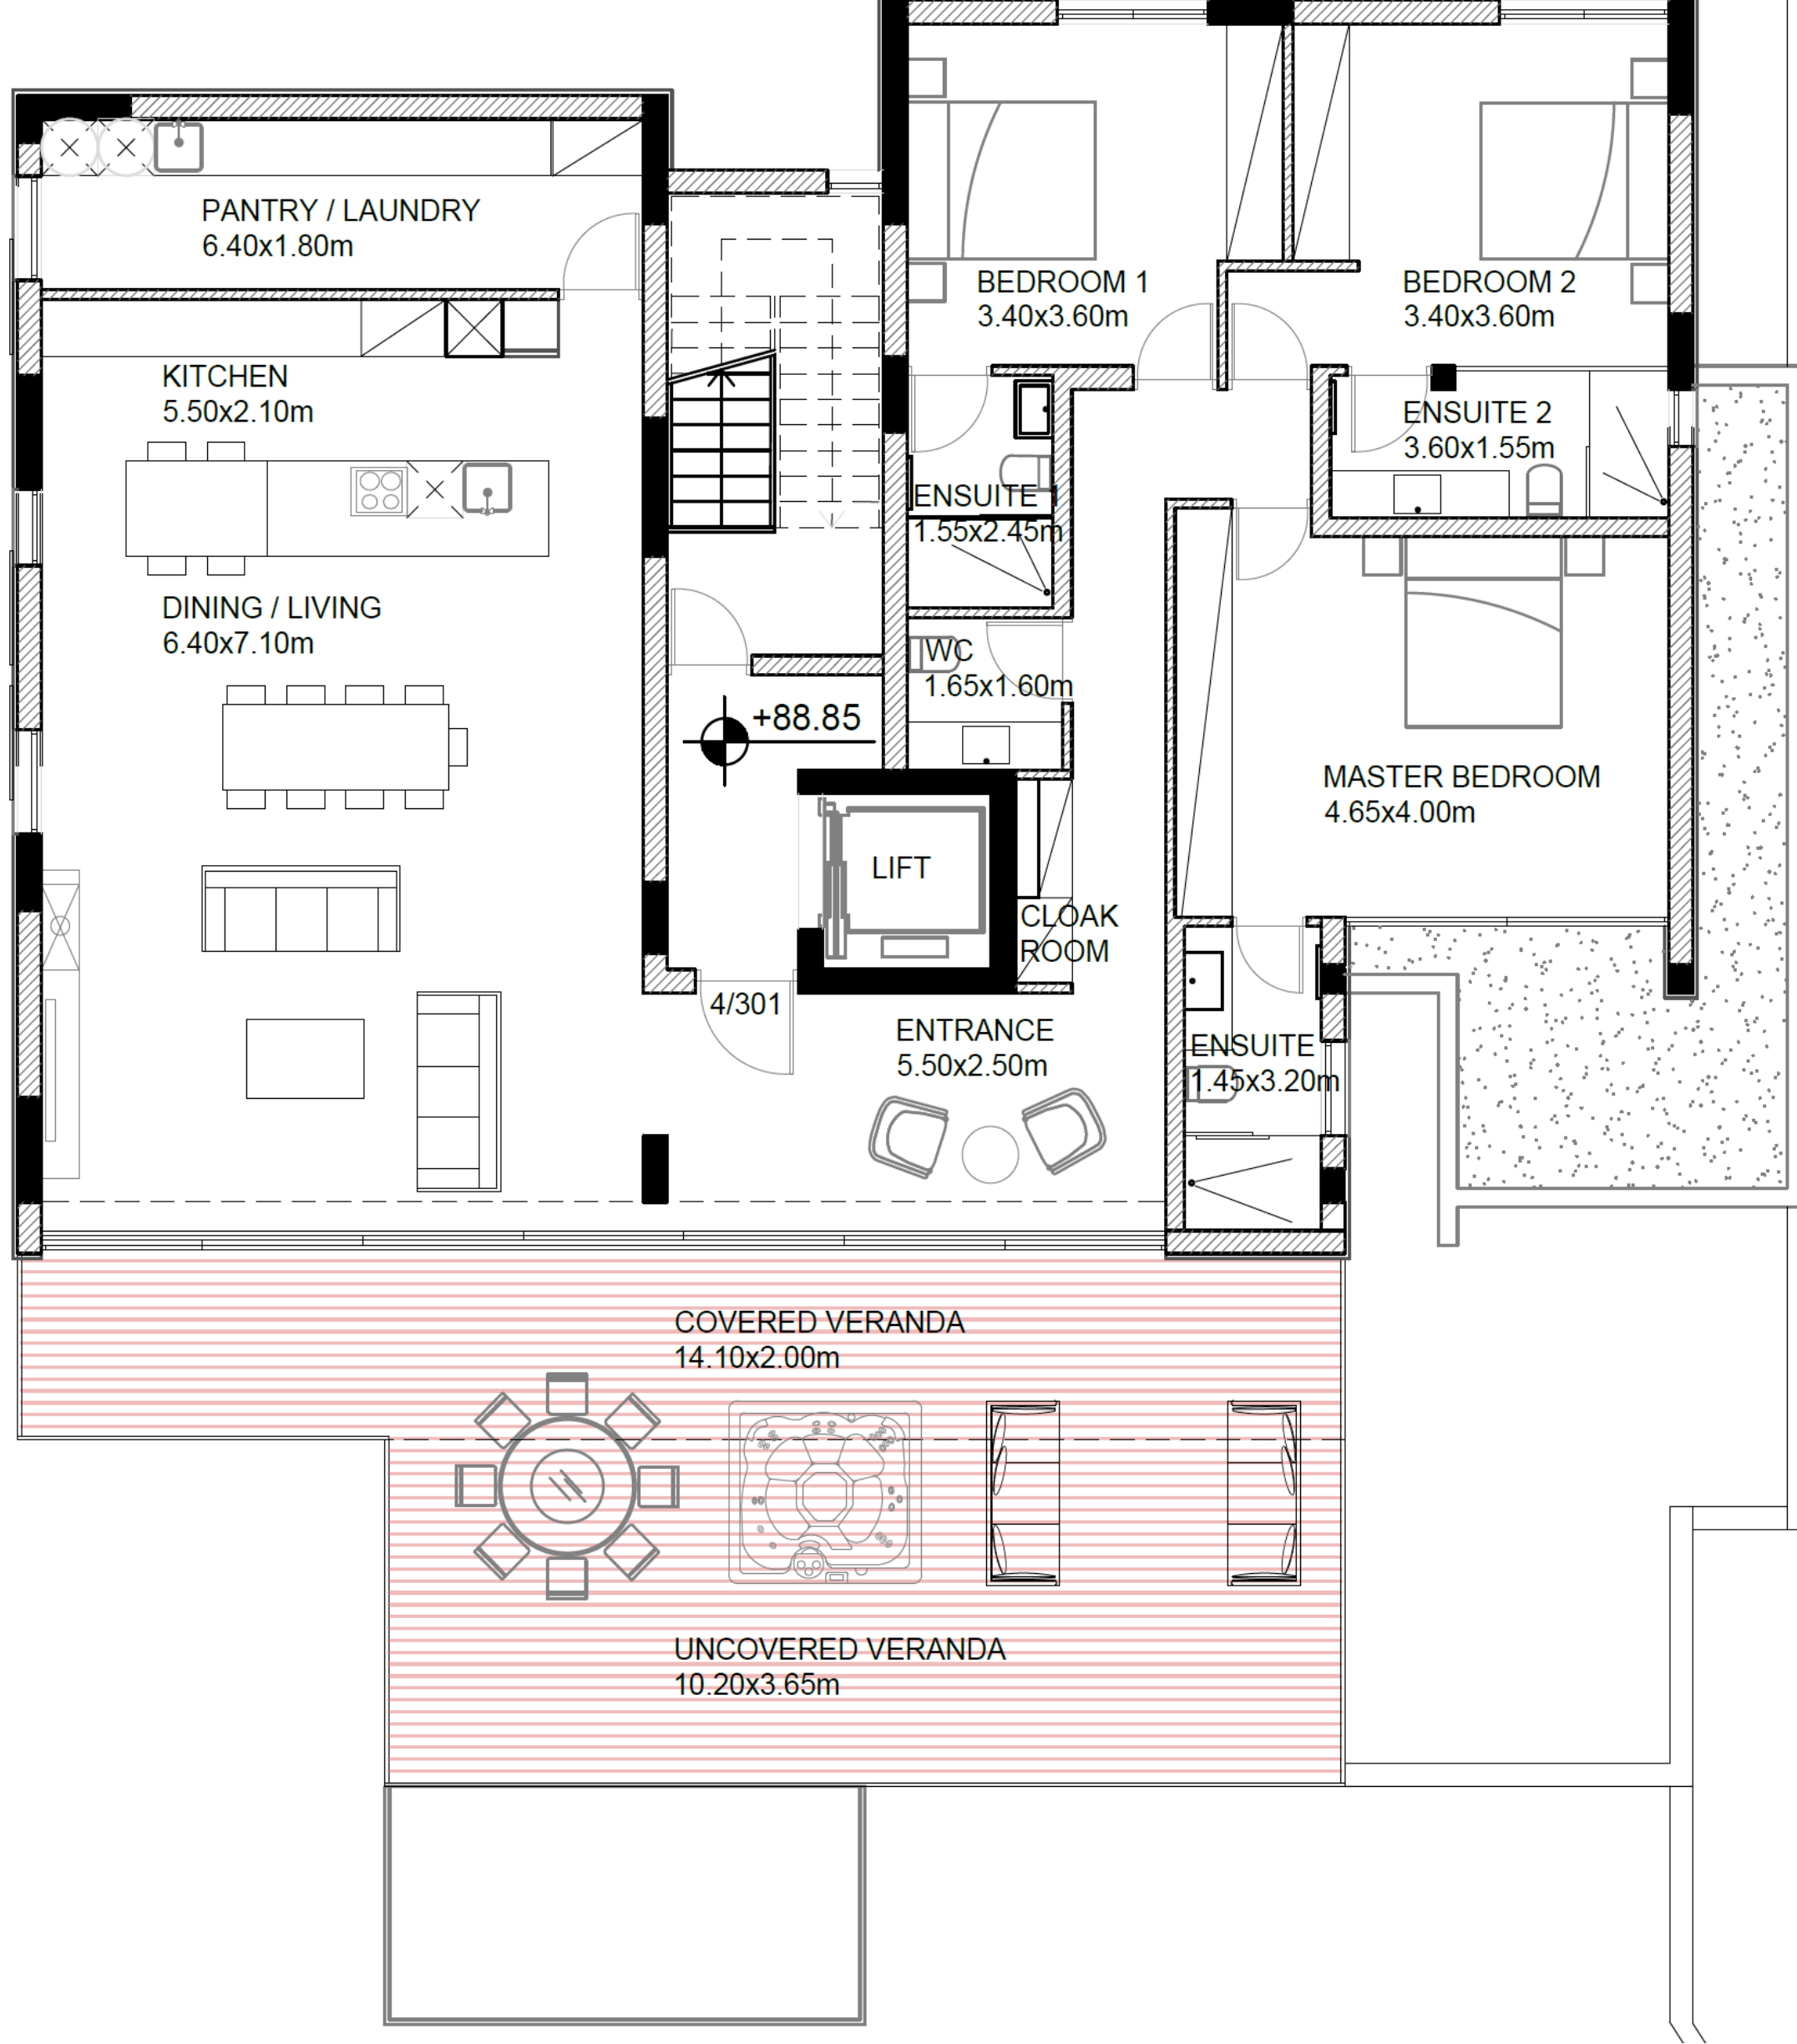 PANTRY / LAUNDRY
6.40x1.80m
BEDROOM 1
3.40x3.60m
BEDROOM 2
3.40x3.60m
KITCHEN
5.50x2.10m
ENSUITE 2
3.60x1.55m
ENSUITE 1
1.55x2.45m
DINING / LIVING
6.40x7.10m
WC
1.65x1.60m
+88.85
MASTER BEDROOM
4.65x4.00m
LIFT
CLOAK
ROOM
4/301
ENTRANCE
5.50x2.50m
ENSUITE
1.45x3.20m
COVERED VERANDA
14.10x2.00m
UNCOVERED VERANDA
10.20x3.65m